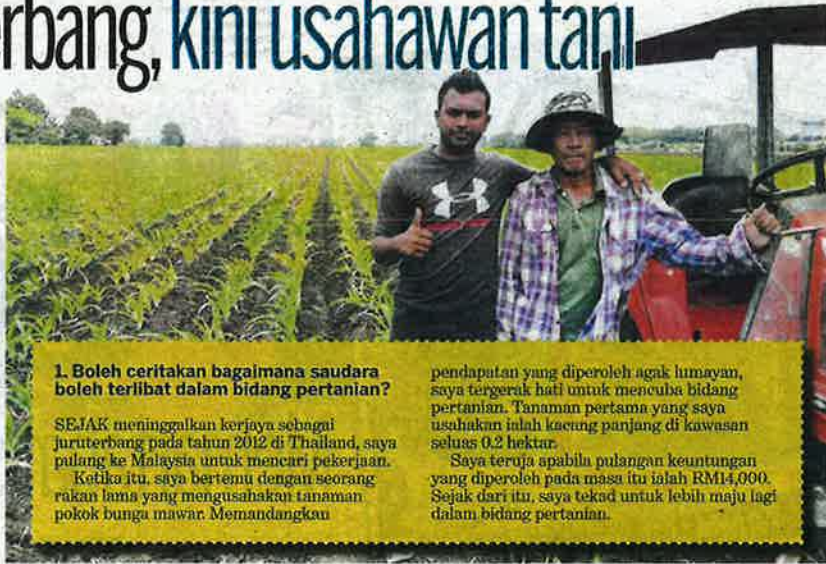 rbang, kini usahawan tani
1. Boleh ceritakan bagaimana saudara
boleh terlibat dalam bidang pertanian?
SEJAK meninggalkan kerjaya sebagai
juruterbang pada tahun 2012 di Thailand, saya
pulang ke Malaysia untuk mencari pekerjaan.
Ketika itu, saya bertemu dengan seorang
rakan lama yang mengusahakan tanaman
pokok bunga mawar. Memandangkan
pendapatan yang diperoleh agak lumayan,
saya tergerak hati untuk mencuba bidang
pertanian. Tanaman pertama yang saya
usahakan ialah kacang panjang di kawasan
seluas 0.2 hektar.
Saya teruja apabila pulangan keuntungan
yang diperoleh pada masa itu ialah RM14,000.
Sejak dari itu, saya tekad untuk lebih maju lagi
dalam bidang pertanian.